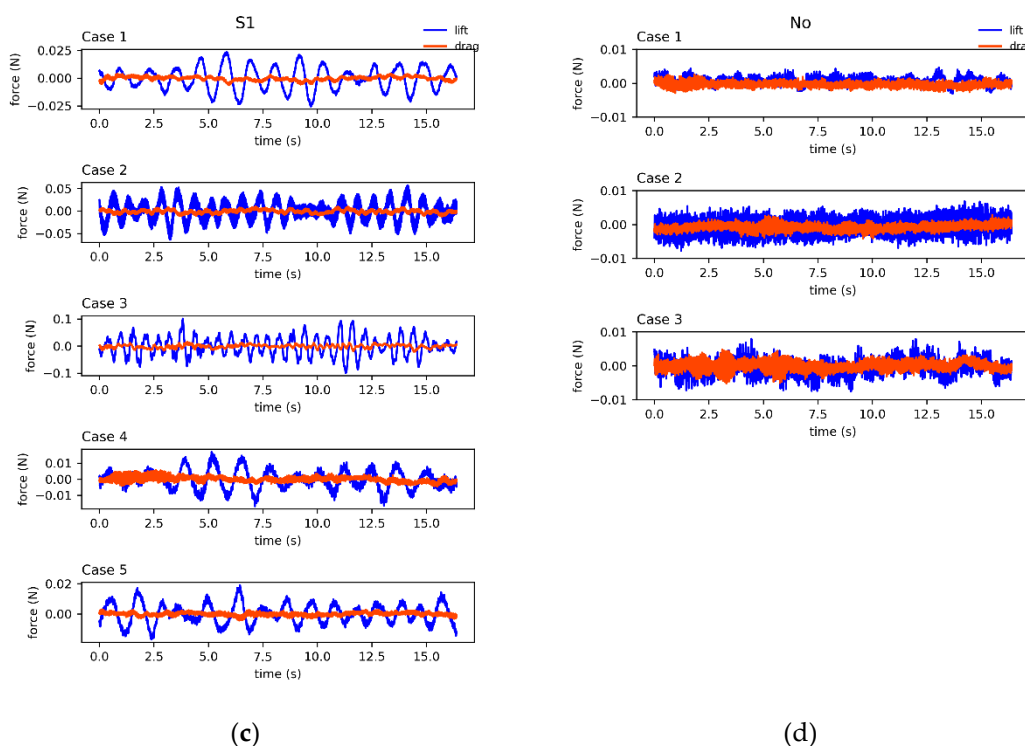 S1
lift
drag
Case 1
force (N)
0.025
0.000
−0.025
0.0 2.5 5.0 7.5 10.0 12.5 15.0
time (s)
Case 2
force (N)
0.05
0.00
−0.05
0.0 2.5 5.0 7.5 10.0 12.5 15.0
time (s)
Case 3
force (N)
0.1
0.0
−0.1
0.0 2.5 5.0 7.5 10.0 12.5 15.0
time (s)
Case 4
force (N)
0.01
0.00
−0.01
0.0 2.5 5.0 7.5 10.0 12.5 15.0
time (s)
Case 5
force (N)
0.02
0.00
0.0 2.5 5.0 7.5 10.0 12.5 15.0
time (s)
(c)
No
lift
drag
Case 1
force (N)
0.01
0.00
−0.01
0.0 2.5 5.0 7.5 10.0 12.5 15.0
time (s)
Case 2
force (N)
0.01
0.00
−0.01
0.0 2.5 5.0 7.5 10.0 12.5 15.0
time (s)
Case 3
force (N)
0.01
0.00
−0.01
0.0 2.5 5.0 7.5 10.0 12.5 15.0
time (s)
(d)